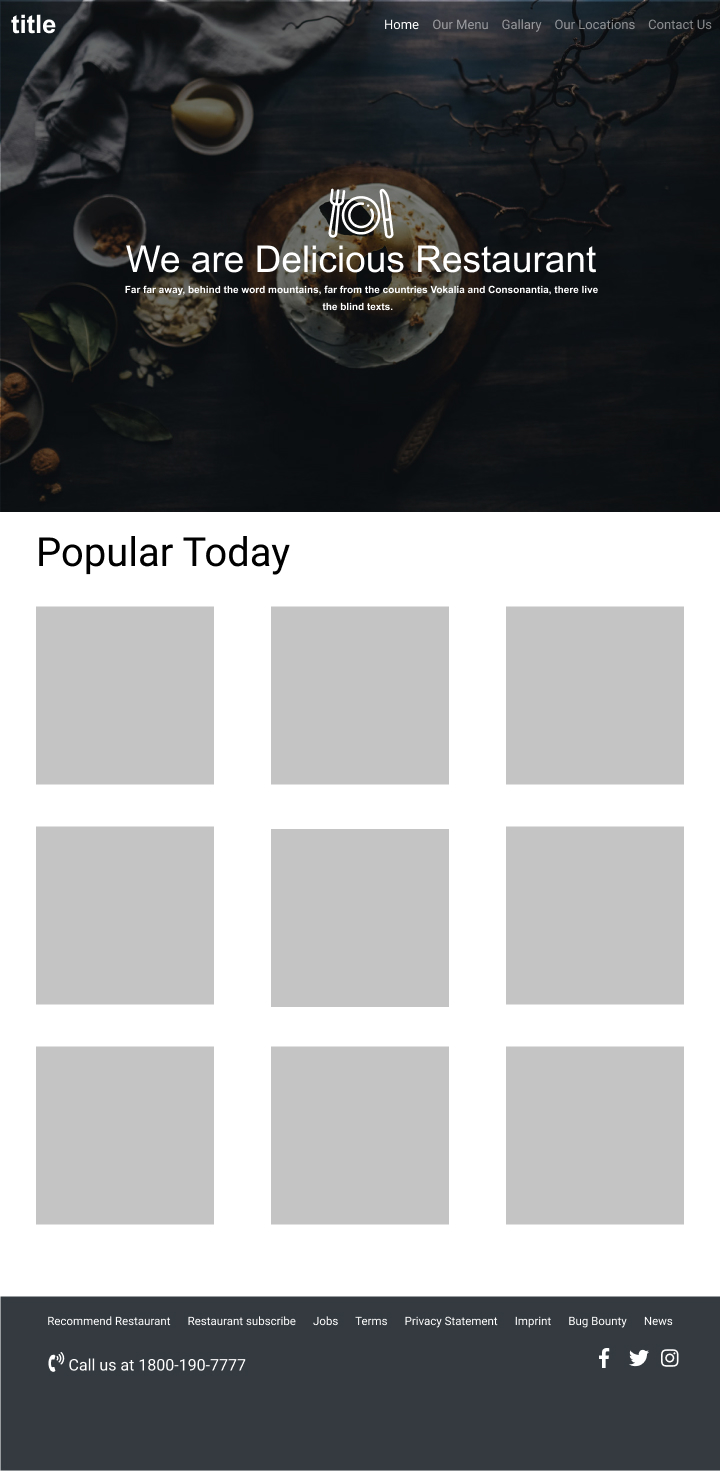 title
Home Our Menu Gallary Our Locations Contact Us
We are Delicious Restaurant
Far far away, behind the word mountains, far from the countries Vokalia and Consonantia, there live
the blind texts.
Popular Today
Recommend Restaurant Restaurant subscribe Jobs Terms Privacy Statement Imprint Bug Bounty News
Call us at 1800-190-7777